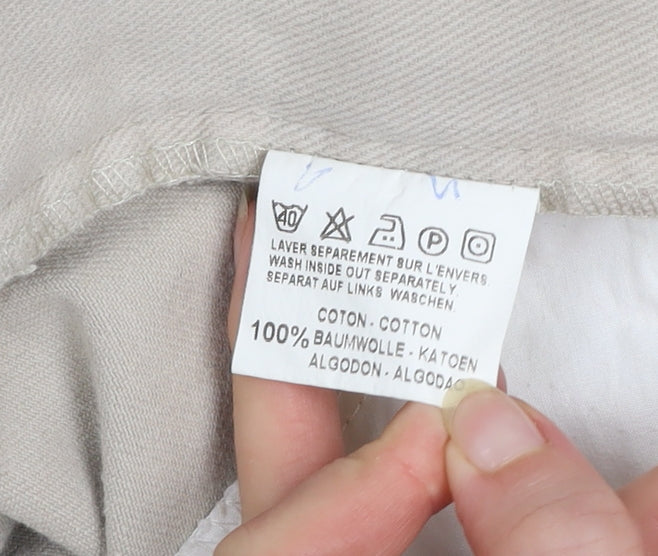 40 P
LAVER SEPAREMENT SUR L'ENVERS.
WASH INSIDE OUT SEPARATELY.
SEPARAT AUF LINKS WASCHEN.
COTON - COTTON
100% BAUMWOLLE - KATOEN
ALGODON - ALGODAO